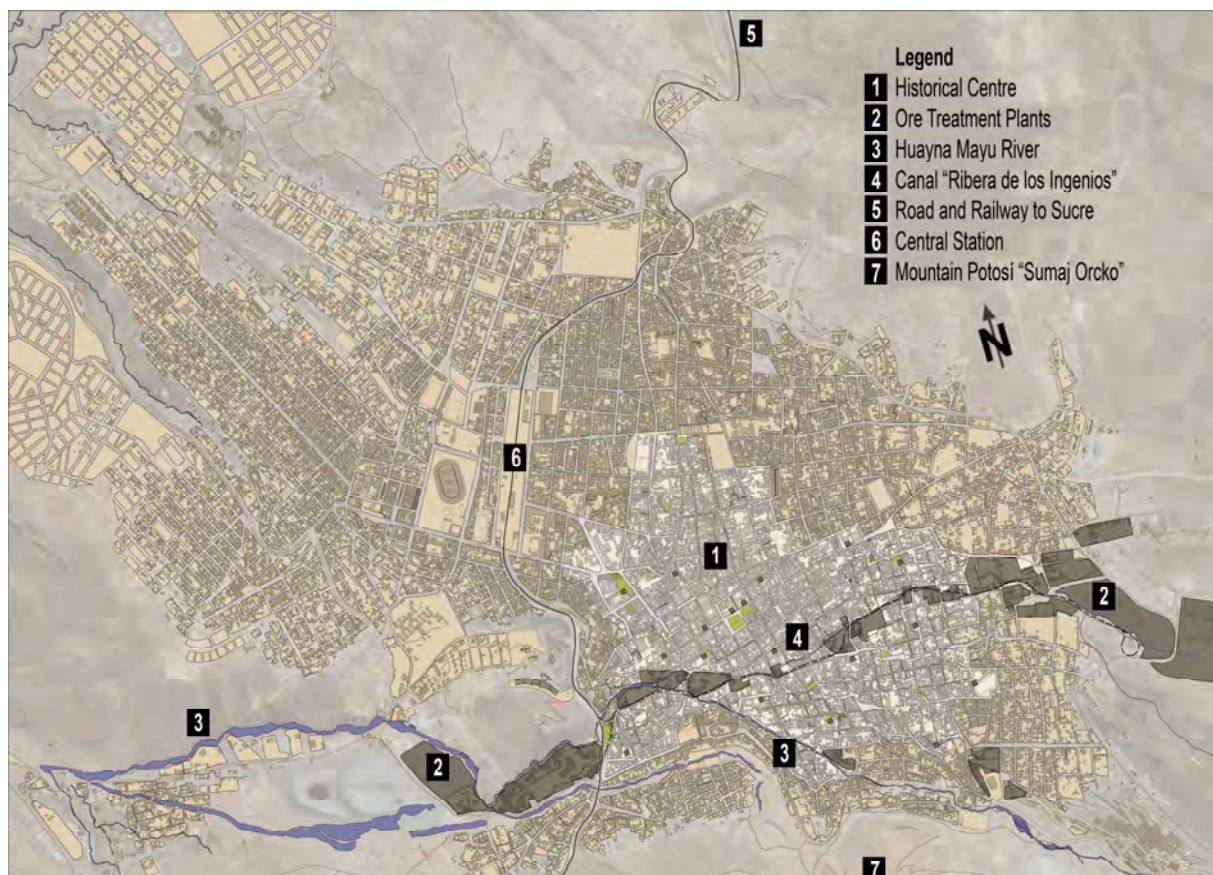 5
Legend
1 Historical Centre
2 Ore Treatment Plants
3 Huayna Mayu River
4 Canal “Ribera de los Ingenios”
5 Road and Railway to Sucre
6 Central Station
7 Mountain Potosí “Sumaj Orcko”
N
6
1
2
4
3
3
2
7